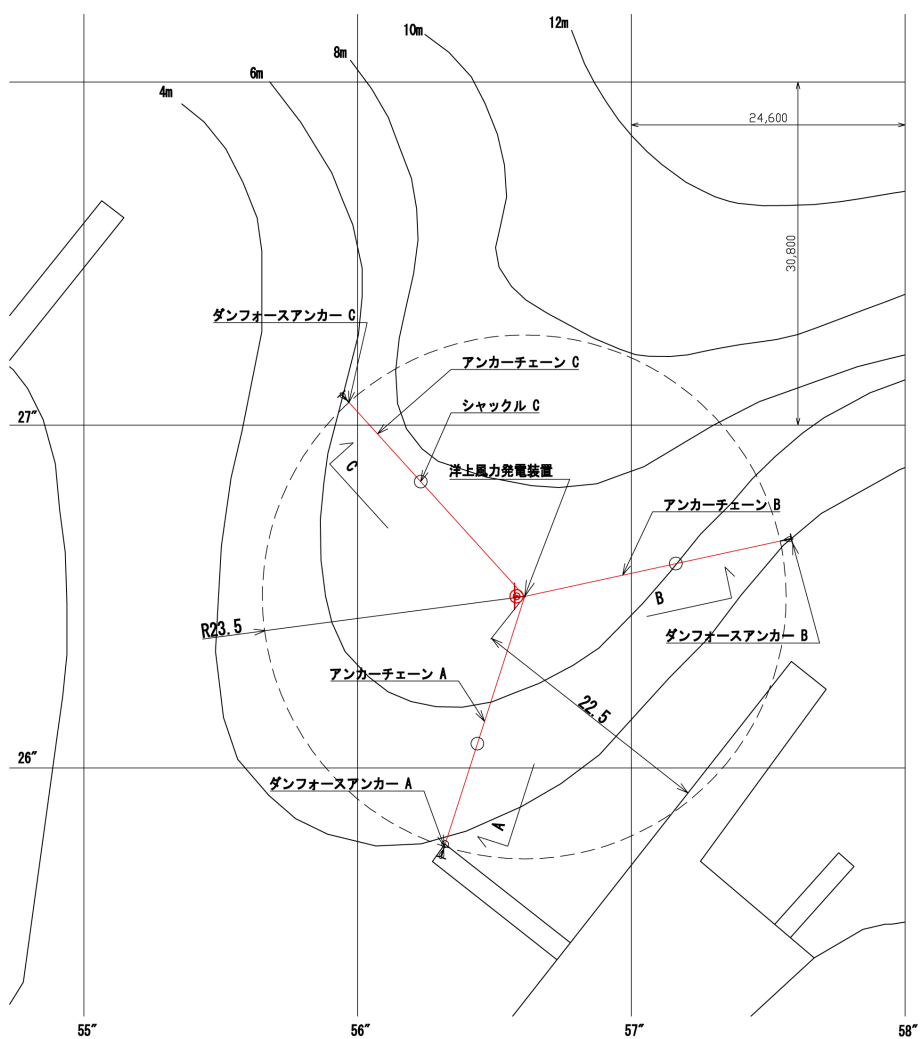 12m
10m
8m
6m
4m
24,600
30,800
ダンフォースアンカー C
アンカーチェーン C
シャックル C
27"
C
洋上風力発電装置
アンカーチェーン B
B
R23.5
ダンフォースアンカー B
アンカーチェーン A
22.5
26"
ダンフォースアンカー A
A
55"
56"
57"
58"